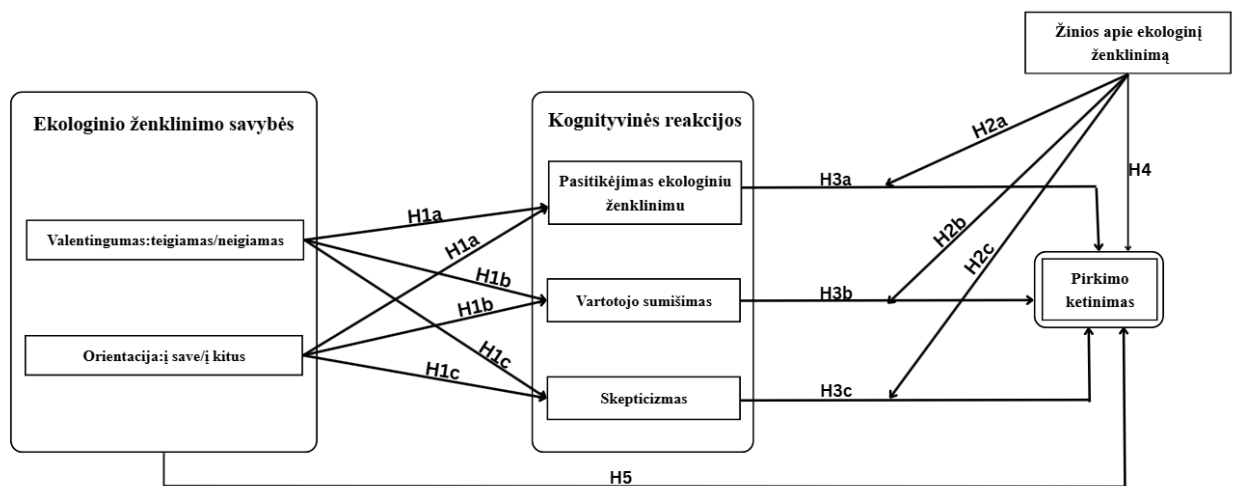 Žinios apie ekologinį
ženklinimą
Ekologinio ženklinimo savybės
Kognityvinės reakcijos
H2a
Pasitikėjimas ekologiniu
ženklinimu
H3a
H4
H1a
Valentingumas:teigiamas/neigiamas
H1a
H2b
H2c
H1b
Vartotojo sumišimas
H3b
Pirkimo
ketinimas
H1b
Orientacija:į save/į kitus
H1c
H1c
Skepticizmas
H3c
H5